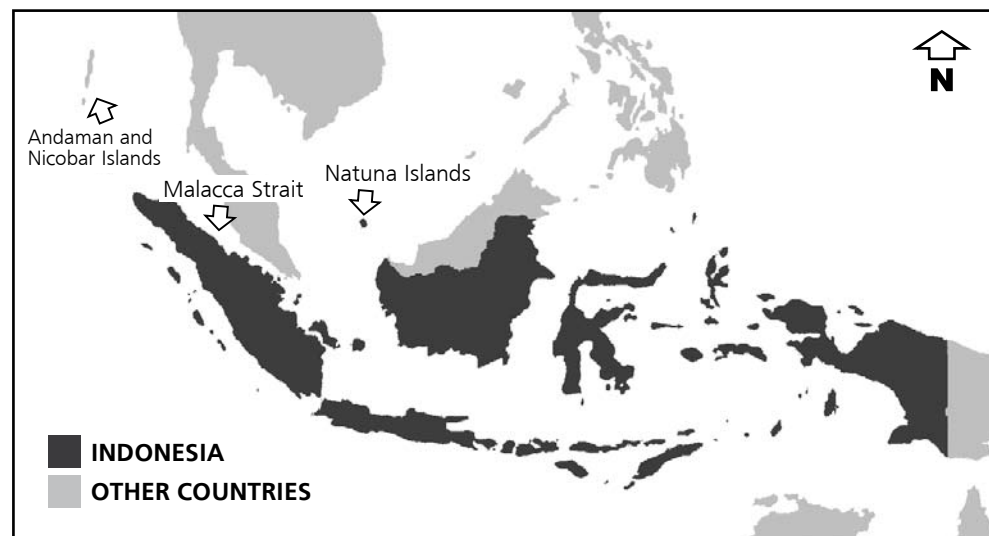 N
Andaman and
Nicobar Islands
Malacca Strait
Natuna Islands
INDONESIA
OTHER COUNTRIES